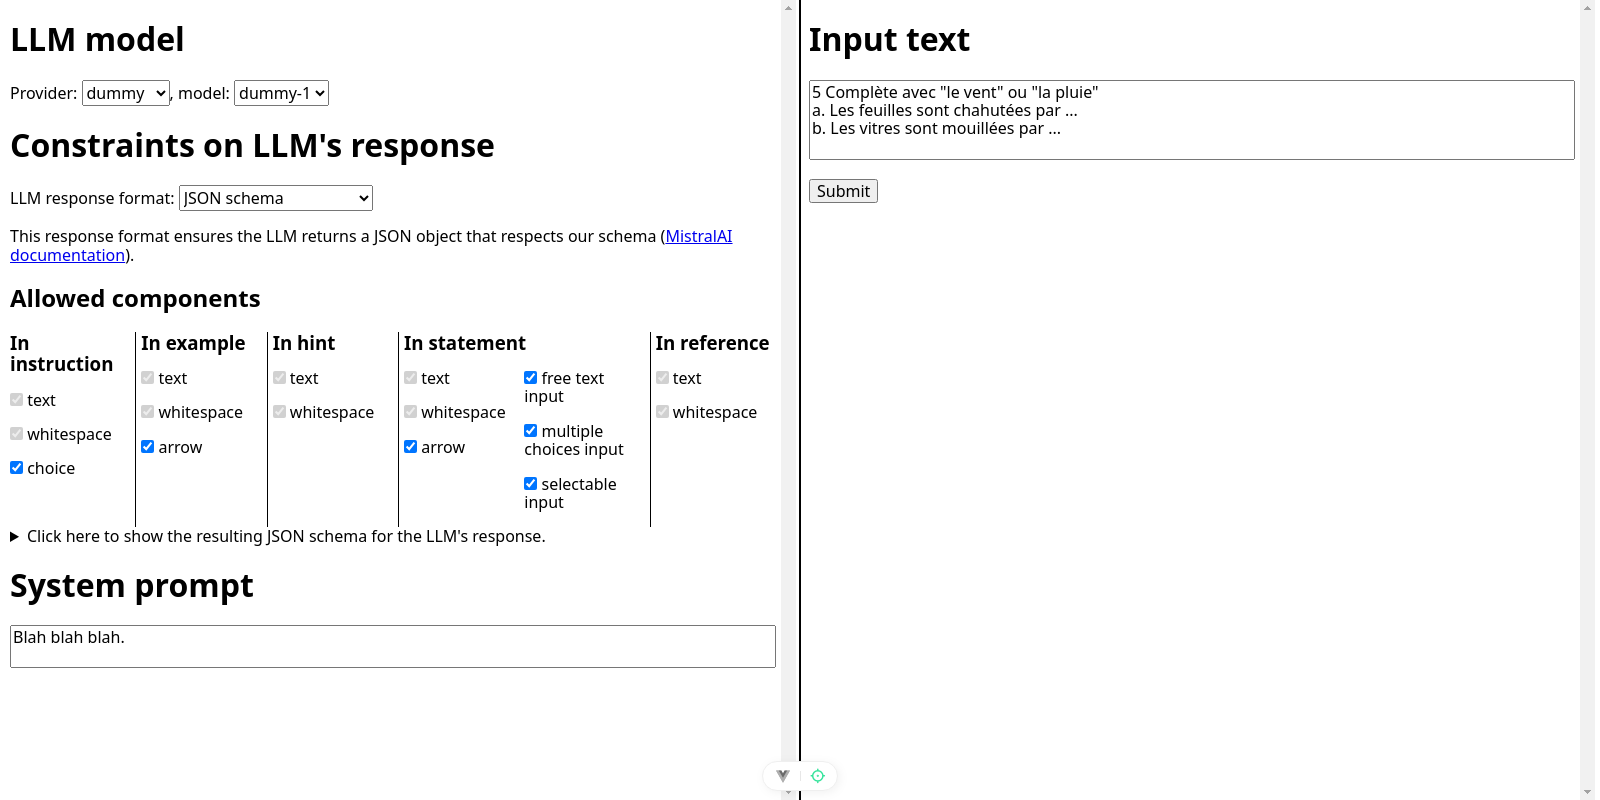 LLM model
Provider: dummy, model: dummy-1
Constraints on LLM's response
LLM response format: JSON schema
This response format ensures the LLM returns a JSON object that respects our schema (MistralAI
documentation).
Allowed components
In
instruction
text
whitespace
choice
In example
text
whitespace
arrow
In hint
text
whitespace
In statement
text
whitespace
arrow
free text
input
multiple
choices input
selectable
input
In reference
text
whitespace
Click here to show the resulting JSON schema for the LLM's response.
System prompt
Blah blah blah.
Input text
5 Complète avec "le vent" ou "la pluie"
a. Les feuilles sont chahutées par ...
b. Les vitres sont mouillées par ...
Submit